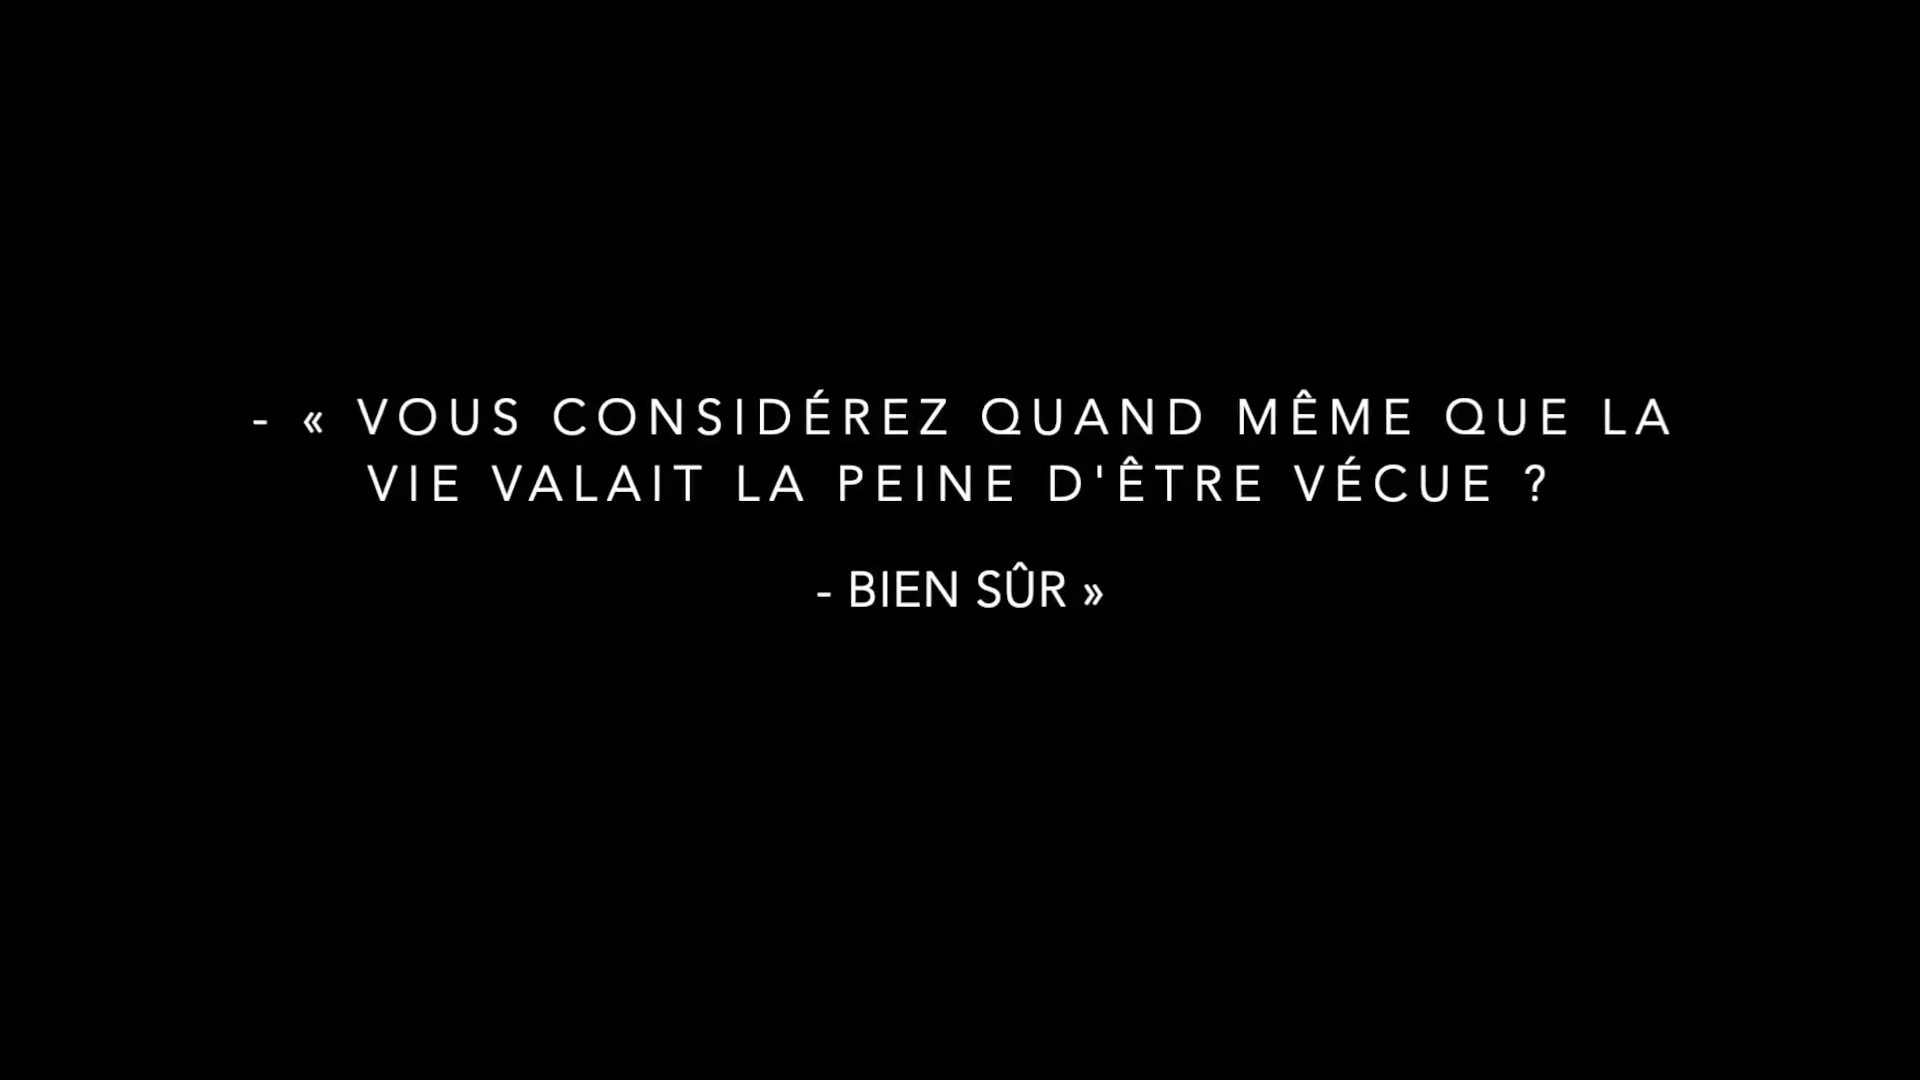 - « VOUS CONSIDÉREZ QUAND MÊME QUE LA
VIE VALAIT LA PEINE D'ÊTRE VÉCUE ?
- BIEN SÛR »